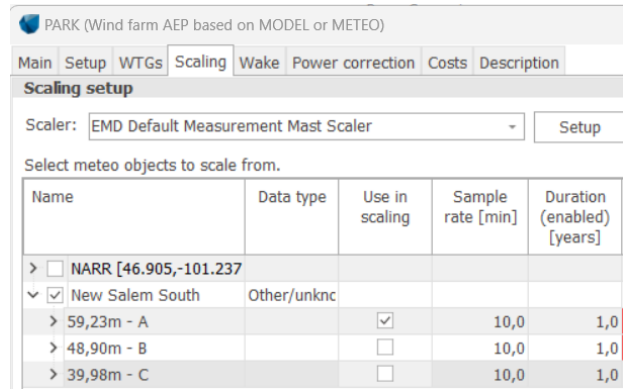 PARK (Wind farm AEP based on MODEL or METEO)
Main Setup WTGs Scaling Wake Power correction Costs Description
Scaling setup
Scaler: EMD Default Measurement Mast Scaler Setup
Select meteo objects to scale from.
Name Data type Use in scaling Sample rate [min] Duration (enabled) [years]
NARR [46.905,-101.237
New Salem South Other/unknc
59,23m - A 10,0 1,0
48,90m - B 10,0 1,0
39,98m - C 10,0 1,0